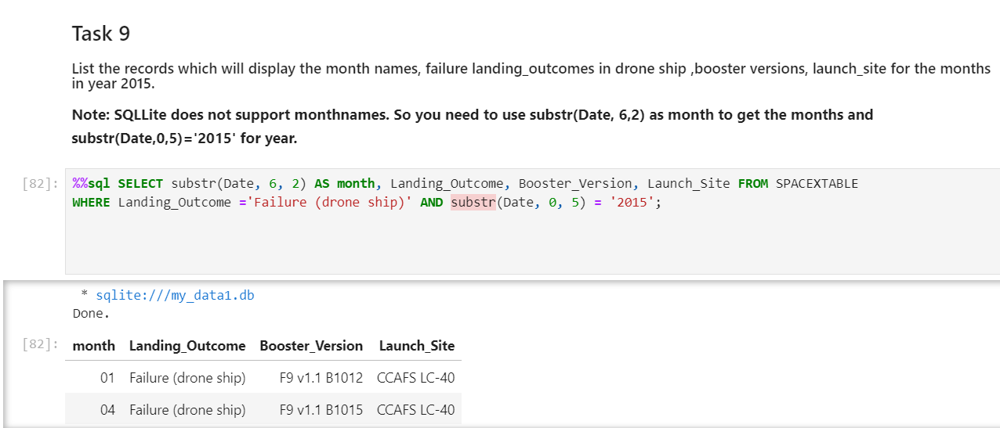 Task 9
List the records which will display the month names, failure landing_outcomes in drone ship ,booster versions, launch_site for the months
in year 2015.
Note: SQLLite does not support monthnames. So you need to use substr(Date, 6,2) as month to get the months and
substr(Date,0,5)='2015' for year.
[82]: %%sql SELECT substr(Date, 6, 2) AS month, Landing_Outcome, Booster_Version, Launch_Site FROM SPACEXTABLE
WHERE Landing_Outcome ='Failure (drone ship)' AND substr(Date, 0, 5) = '2015';
* sqlite:///my_data1.db
Done.
[82]: month Landing_Outcome Booster_Version Launch_Site
01 Failure (drone ship) F9 v1.1 B1012 CCAFS LC-40
04 Failure (drone ship) F9 v1.1 B1015 CCAFS LC-40